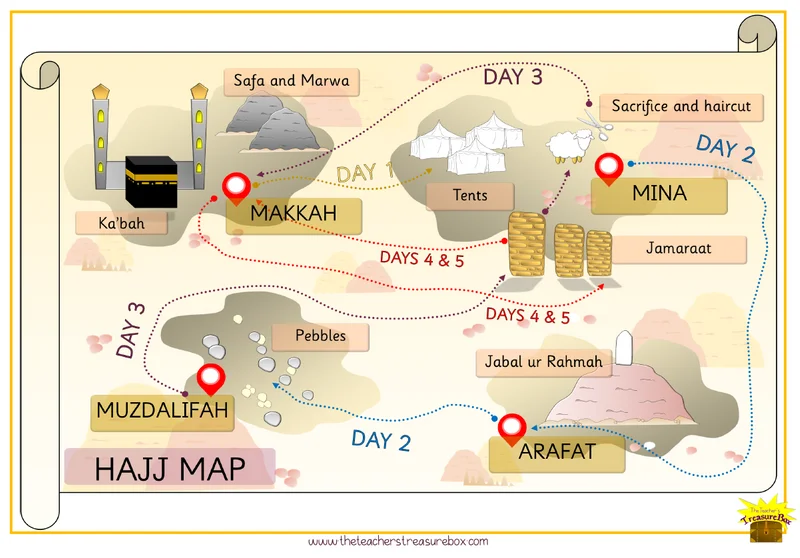 Safa and Marwa
DAY 3
Sacrifice and haircut
DAY 2
DAY 1
Tents
MINA
Ka'bah
MAKKAH
Jamaraat
DAYS 4 & 5
DAYS 4 & 5
DAY 3
Pebbles
Jabal ur Rahmah
MUZDALIFAH
DAY 2
ARAFAT
HAJJ MAP
The Teacher's
TreasureBox
www.theteacherstreasurebox.com